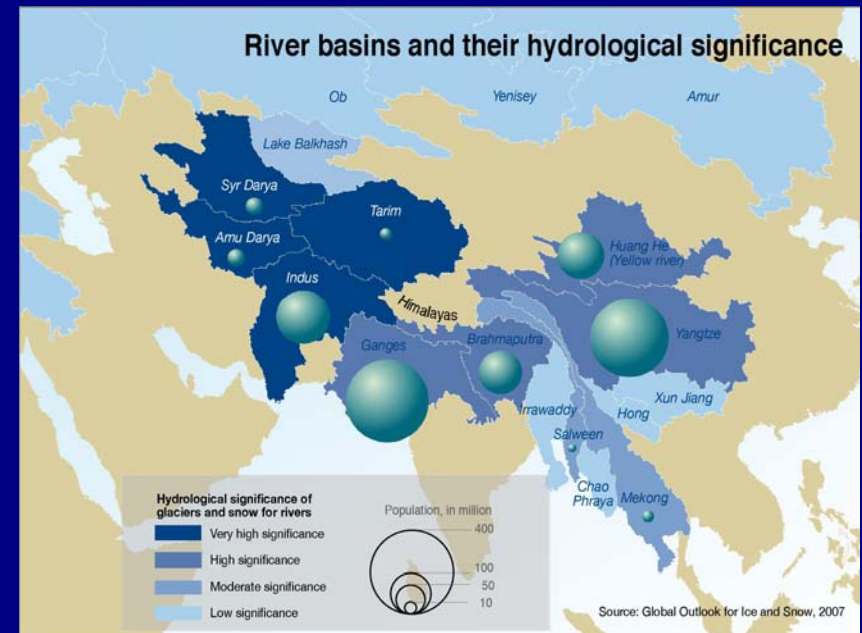 River basins and their hydrological significance
Ob
Yenisey
Amur
Lake Balkhash
Syr Darya
Tarim
Amu Darya
Huang He
(Yellow river)
Indus
Himalayas
Ganges
Brahmaputra
Yangtze
Irrawaddy
Xun Jiang
Hong
Salween
Chao
Phraya
Mekong
Hydrological significance of
glaciers and snow for rivers
Very high significance
High significance
Moderate significance
Low significance
Population, in million
400
100
50
10
Source: Global Outlook for Ice and Snow, 2007